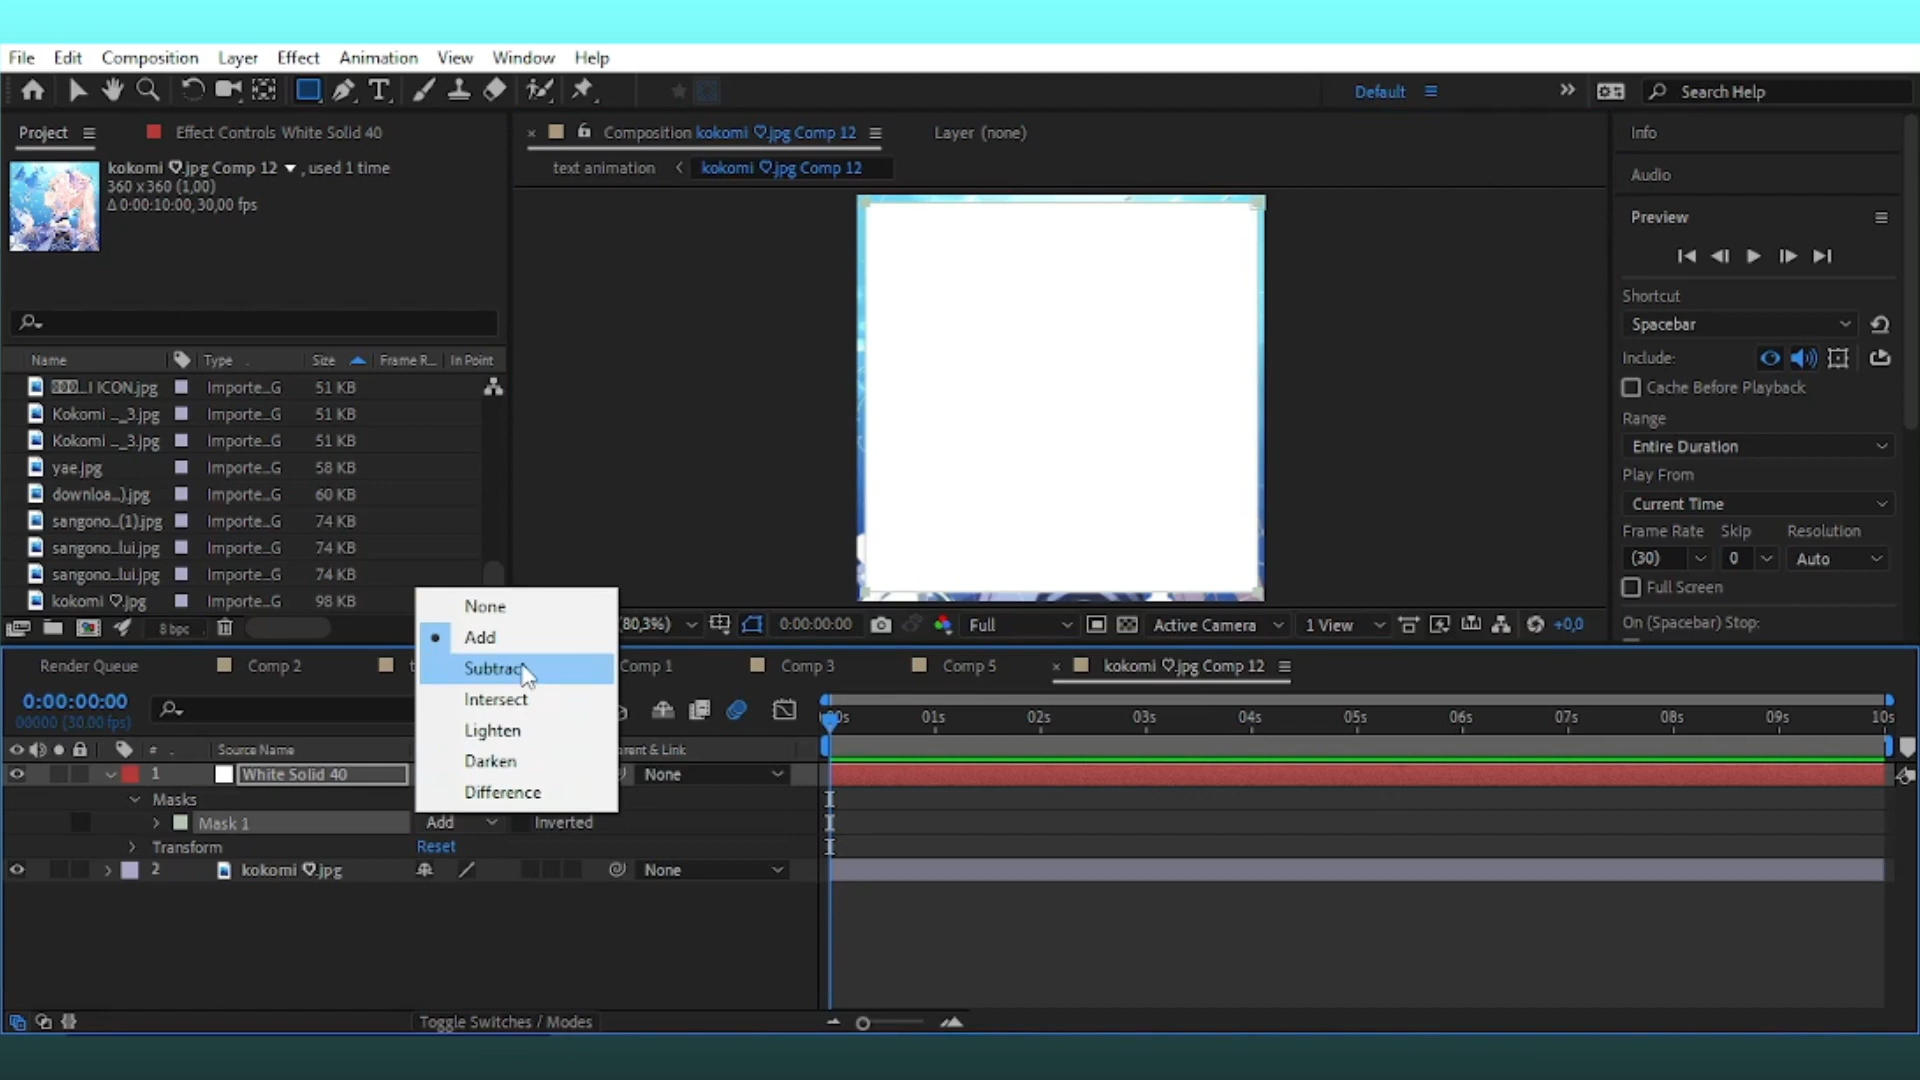 File Edit Composition Layer Effect Animation View Window Help
Default
Search Help
Project
Effect Controls White Solid 40
Composition kokomi ♡.jpg Comp 12
Layer (none)
Info
kokomi ♡.jpg Comp 12 , used 1 time
360 x 360 (1,00)
Δ 0:00:10:00, 30,00 fps
text animation
kokomi ♡.jpg Comp 12
Audio
Preview
Shortcut
Spacebar
Include:
Cache Before Playback
Range
Entire Duration
Play From
Current Time
Frame Rate Skip Resolution
(30) 0 Auto
Full Screen
On (Spacebar) Stop:
Name Type Size Frame R... In Point
...I ICON.jpg Importe...G 51 KB
Kokomi ..._3.jpg Importe...G 51 KB
Kokomi ..._3.jpg Importe...G 51 KB
yae.jpg Importe...G 58 KB
downloa...).jpg Importe...G 60 KB
sangono...(1).jpg Importe...G 74 KB
sangono...lui.jpg Importe...G 74 KB
sangono...lui.jpg Importe...G 74 KB
kokomi ♡.jpg Importe...G 98 KB
8 bpc
(80,3%)
0:00:00:00
Full
Active Camera
1 View
+0,0
None
Add
Subtract
Intersect
Lighten
Darken
Difference
Render Queue
Comp 2
Comp 1
Comp 3
Comp 5
kokomi ♡.jpg Comp 12
0:00:00:00
00000 (30.00 fps)
01s 02s 03s 04s 05s 06s 07s 08s 09s 10s
# Source Name
1 White Solid 40 None
Masks
Mask 1 Add Inverted
Transform Reset
2 kokomi ♡.jpg None
Toggle Switches / Modes